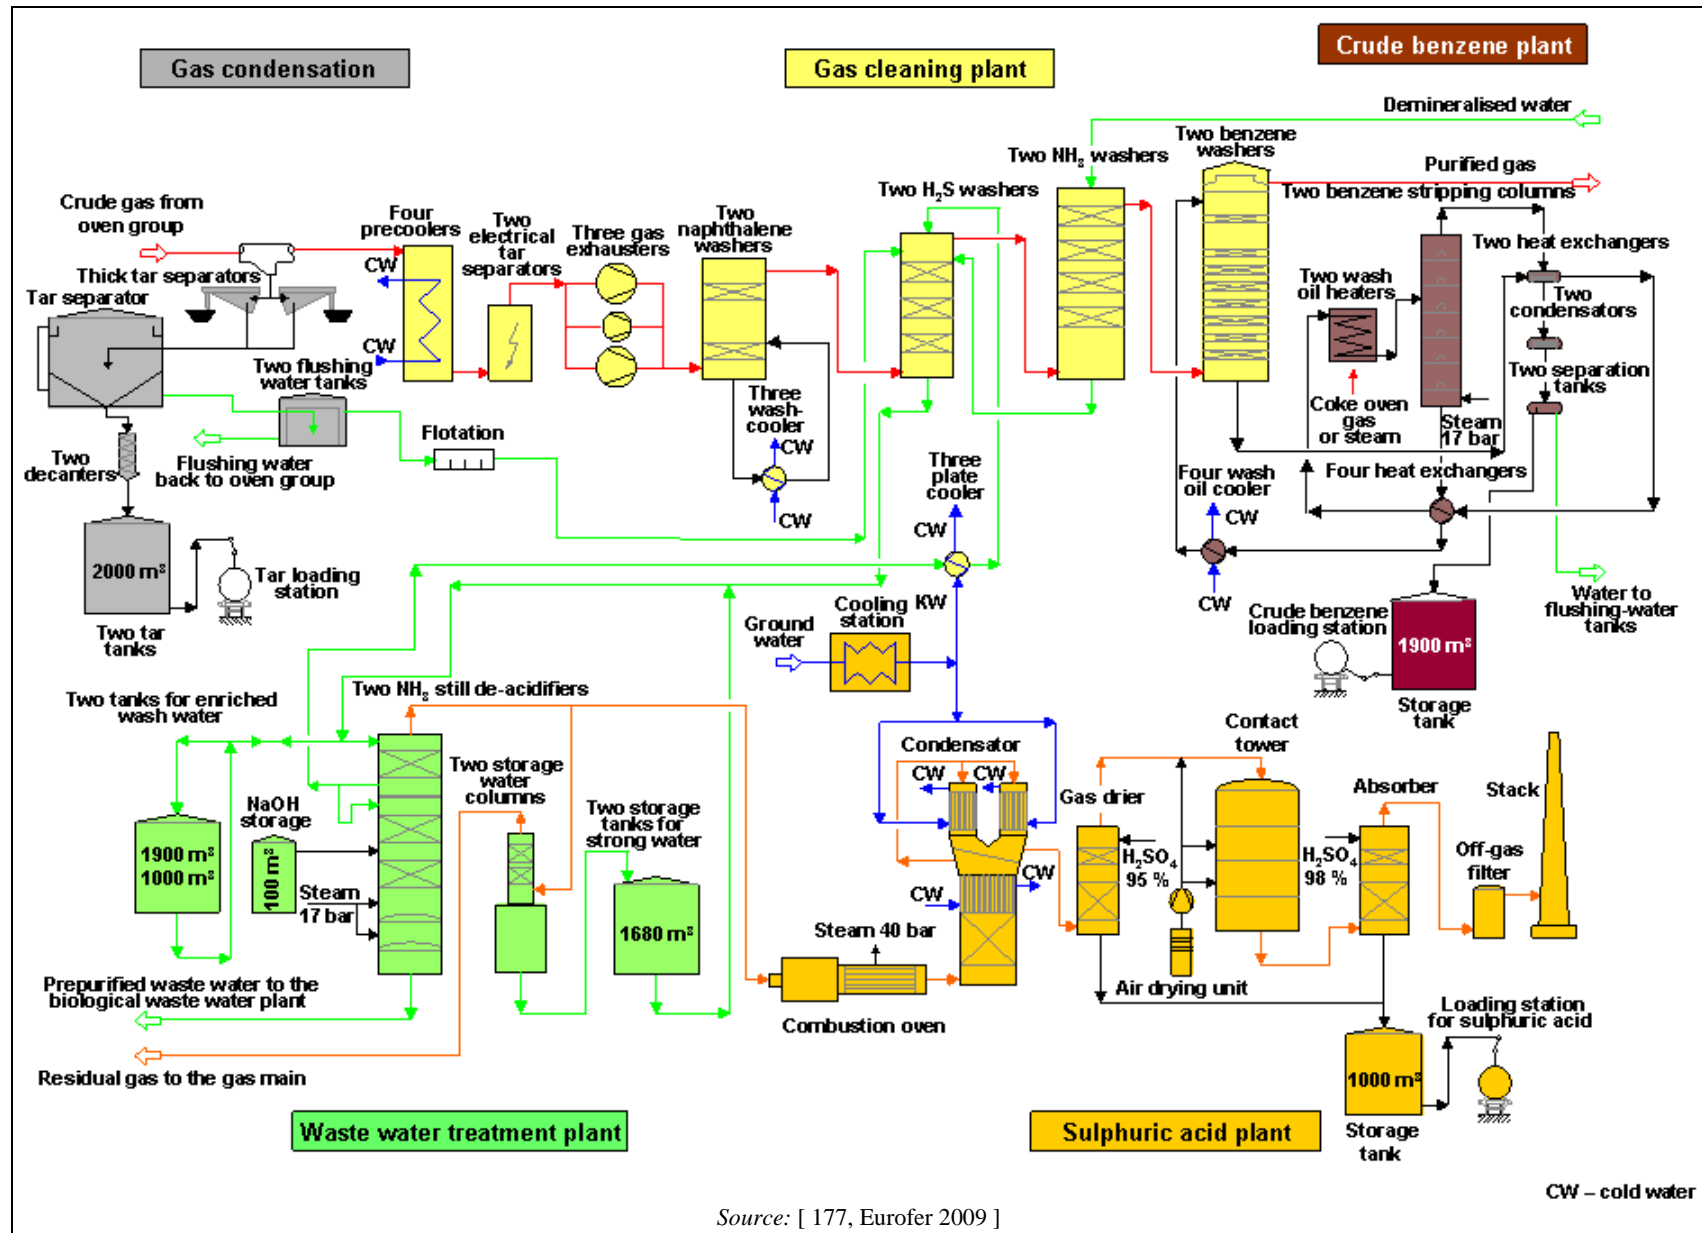 Gas condensation
Gas cleaning plant
Crude benzene plant
Demineralised water
Two benzene
washers
Two NH₃ washers
Purified gas
Two H₂S washers
Two benzene stripping columns
Crude gas from
oven group
Four
precoolers
Two
electrical
tar
separators
Three gas
exhausters
Two
naphthalene
washers
Two heat exchangers
CW
Thick tar separators
Two wash
oil heaters
Tar separator
Two
condensators
CW
Two flushing
water tanks
Two separation
tanks
Three
wash-
cooler
Coke oven
gas
or steam
Steam
17 bar
Flotation
CW
Two
decanters
Flushing water
back to oven group
Three
plate
cooler
Four wash
oil cooler
Four heat exchangers
CW
CW
CW
2000 m³
Tar loading
station
KW
CW
Water to
flushing-water
tanks
Cooling
station
Ground
water
Crude benzene
loading station
1900 m³
Two tar
tanks
Two NH₃ still de-acidifiers
Two tanks for enriched
wash water
Storage
tank
Contact
tower
Condensator
Two storage
water
columns
CW
CW
Gas drier
Absorber
Stack
NaOH
storage
Two storage
tanks for
strong water
1900 m³
1000 m³
100 m³
H₂SO₄
95 %
H₂SO₄
98 %
Off-gas
filter
CW
CW
Steam
17 bar
1680 m³
Steam 40 bar
Prepurified waste water to the
biological waste water plant
Air drying unit
Combustion oven
Loading station
for sulphuric acid
Residual gas to the gas main
1000 m³
Waste water treatment plant
Sulphuric acid plant
Storage
tank
CW – cold water
Source: [ 177, Eurofer 2009 ]